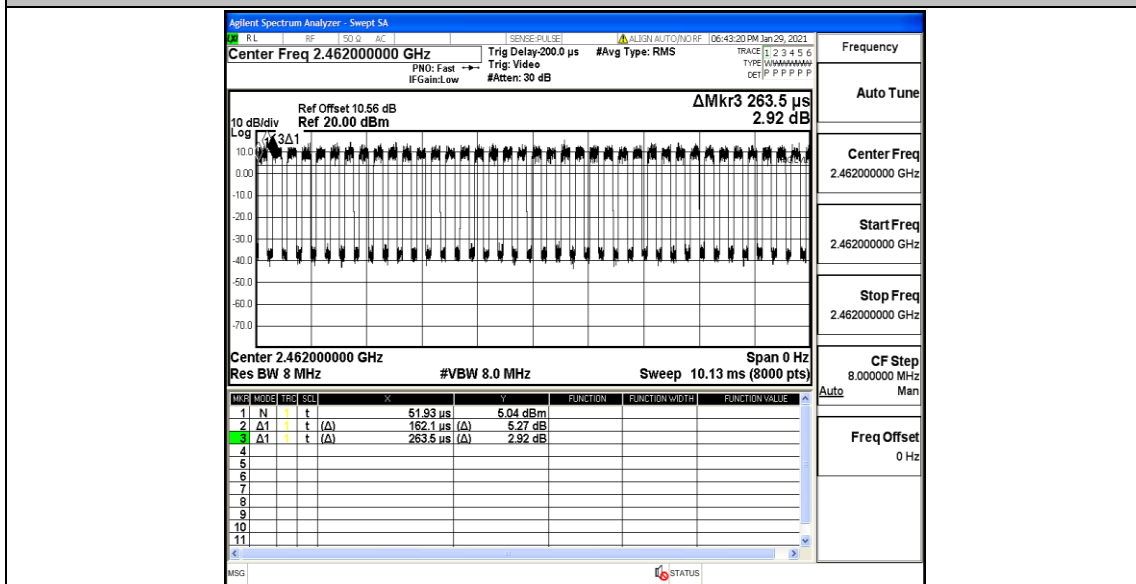 Agilent Spectrum Analyzer - Swept SA
RL RF 50 Ω AC SENSE:PULSE ALIGN AUTO/NO RF 06:43:20 PM Jan 29, 2021
Center Freq 2.462000000 GHz
PNO: Fast
IFGain:Low
Trig Delay-200.0 µs
Trig: Video
#Atten: 30 dB
#Avg Type: RMS
TRACE 1 2 3 4 5 6
TYPE
DET P P P P P P
Frequency
Auto Tune
Center Freq
2.462000000 GHz
Start Freq
2.462000000 GHz
Stop Freq
2.462000000 GHz
CF Step
8.000000 MHz
Auto Man
Freq Offset
0 Hz
ΔMkr3 263.5 µs
2.92 dB
Ref Offset 10.56 dB
10 dB/div Ref 20.00 dBm
Log
3Δ1
10.0
0.00
-10.0
-20.0
-30.0
-40.0
-50.0
-60.0
-70.0
Center 2.462000000 GHz Span 0 Hz
Res BW 8 MHz #VBW 8.0 MHz Sweep 10.13 ms (8000 pts)
MKR MODE TRC SCL X Y FUNCTION FUNCTION WIDTH FUNCTION VALUE
1 N 1 t 51.93 µs 5.04 dBm
2 Δ1 1 t (Δ) 162.1 µs (Δ) 5.27 dB
3 Δ1 1 t (Δ) 263.5 µs (Δ) 2.92 dB
4
5
6
7
8
9
10
11
MSG STATUS